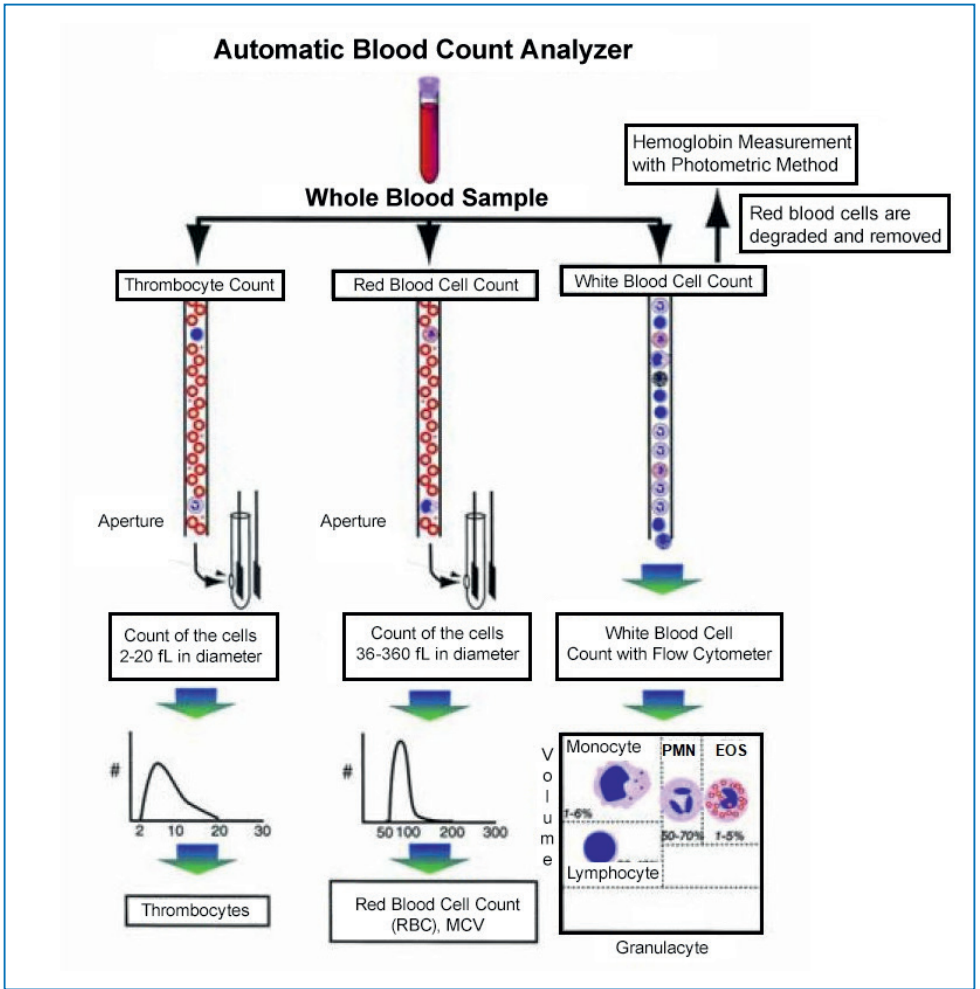 Automatic Blood Count Analyzer
Hemoglobin Measurement
with Photometric Method
Whole Blood Sample
Red blood cells are
degraded and removed
Thrombocyte Count
Red Blood Cell Count
White Blood Cell Count
Aperture
Aperture
Count of the cells
2-20 fL in diameter
Count of the cells
36-360 fL in diameter
White Blood Cell
Count with Flow Cytometer
#
2 10 20 30
#
50 100 200 300
Volume
Monocyte
PMN
EOS
1-6%
50-70%
1-5%
Lymphocyte
Thrombocytes
Red Blood Cell Count
(RBC), MCV
Granulacyte